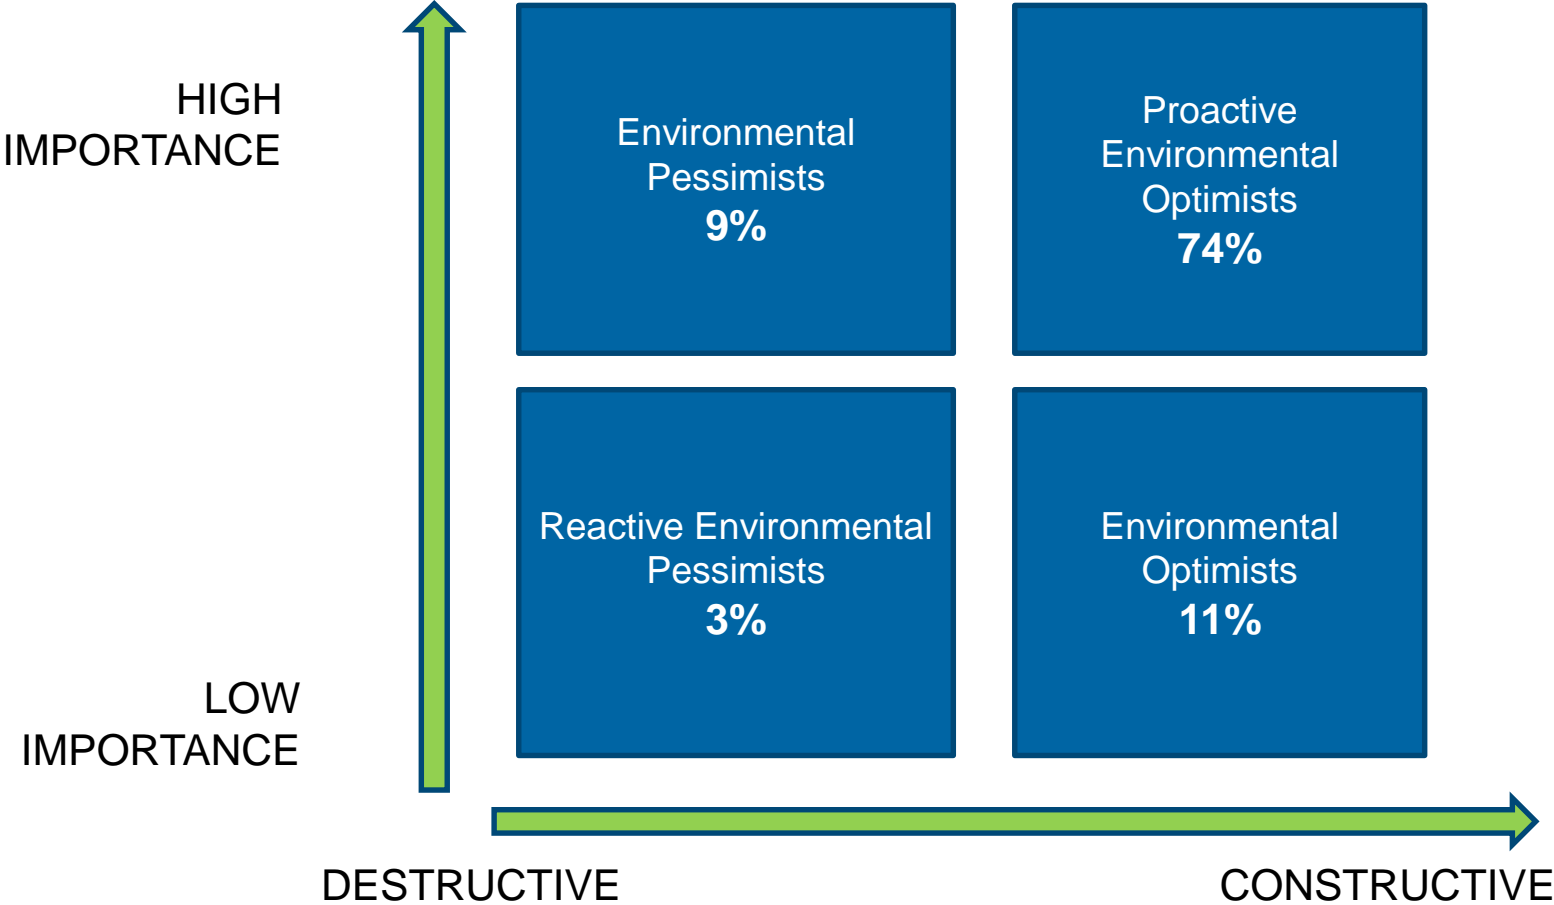 HIGH
IMPORTANCE
Environmental
Pessimists
9%
Proactive
Environmental
Optimists
74%
Reactive Environmental
Pessimists
3%
Environmental
Optimists
11%
LOW
IMPORTANCE
DESTRUCTIVE
CONSTRUCTIVE